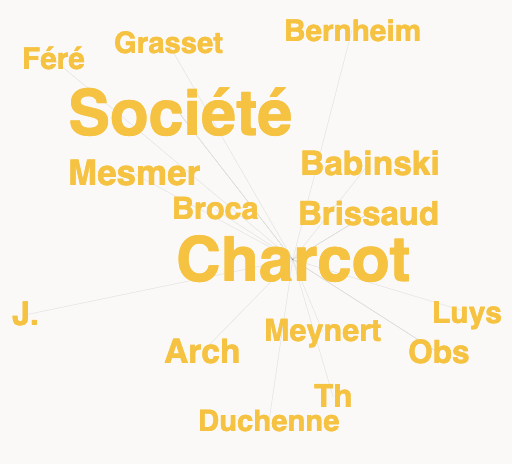 Bernheim
Grasset
Féré
Société
Babinski
Mesmer
Broca
Brissaud
Charcot
J.
Luys
Meynert
Arch
Obs
Th
Duchenne